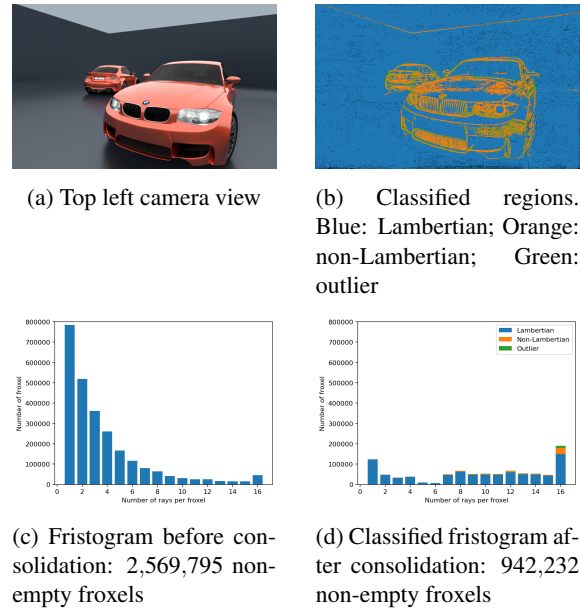 (a) Top left camera view
(b) Classified regions.
Blue: Lambertian; Orange:
non-Lambertian; Green:
outlier
800000
700000
600000
500000
400000
300000
200000
100000
0
Number of froxel
0 2 4 6 8 10 12 14 16
Number of rays per froxel
800000
700000
600000
500000
400000
300000
200000
100000
0
Number of froxel
Lambertian
Non-Lambertian
Outlier
0 2 4 6 8 10 12 14 16
Number of rays per froxel
(c) Fristogram before con-
solidation: 2,569,795 non-
empty froxels
(d) Classified fristogram af-
ter consolidation: 942,232
non-empty froxels